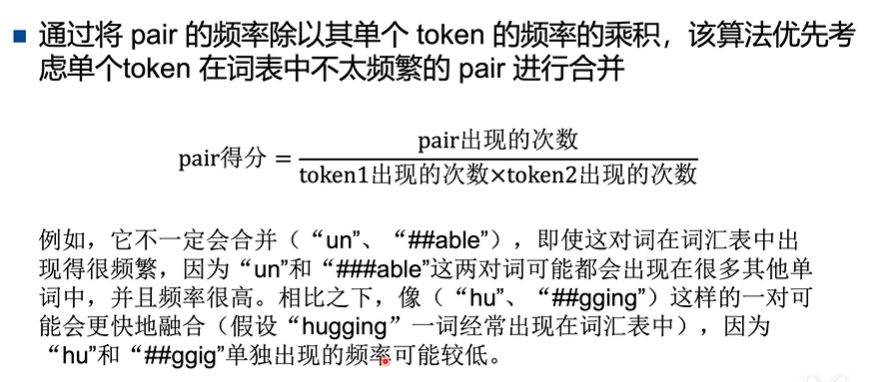 通过将 pair 的频率除以其单个 token 的频率的乘积，该算法优先考
虑单个token 在词表中不太频繁的 pair 进行合并
pair出现的次数
pair得分 =
token1出现的次数×token2出现的次数
例如，它不一定会合并（“un”、“##able”），即使这对词在词汇表中出
现得很频繁，因为“un”和“###able”这两对词可能都会出现在很多其他单
词中，并且频率很高。相比之下，像（“hu”、“##gging”）这样的一对可
能会更快地融合（假设“hugging”一词经常出现在词汇表中），因为
“hu”和“##ggig”单独出现的频率可能较低。